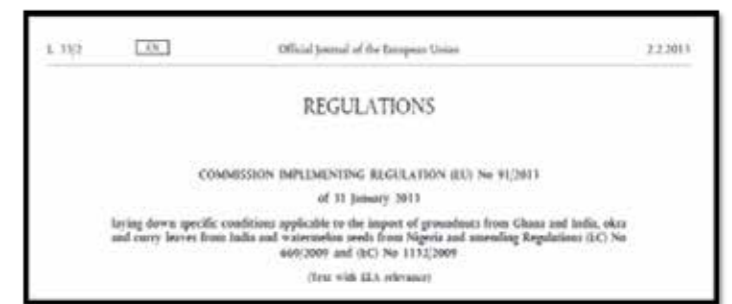 L 33/2 EN Official Journal of the European Union 2.2.2013
REGULATIONS
COMMISSION IMPLEMENTING REGULATION (EU) No 91/2013
of 31 January 2013
laying down specific conditions applicable to the import of groundnuts from Ghana and India, okra
and curry leaves from India and watermelon seeds from Nigeria and amending Regulations (EC) No
669/2009 and (EC) No 1152/2009
(Text with EEA relevance)